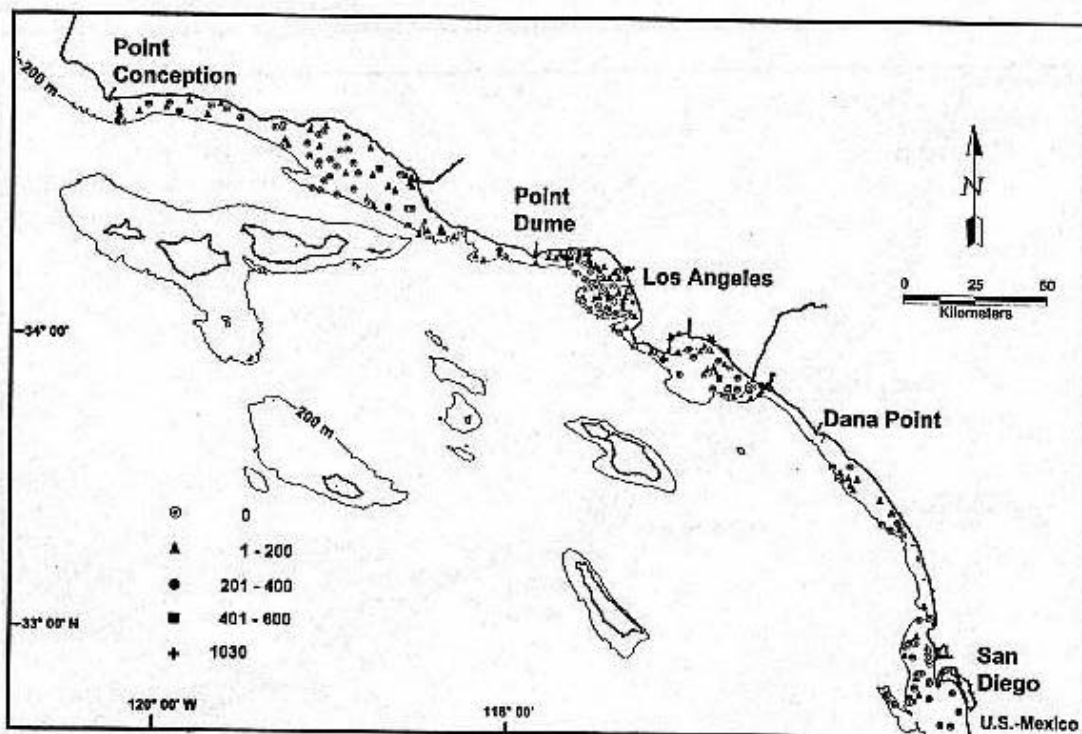 Point
Conception
200 m
Point
Dume
N
Los Angeles
0 25 50
Kilometers
34° 00'
Dana Point
200 m
0
1 - 200
201 - 400
401 - 600
1030
33° 00' N
San
Diego
U.S.-Mexico
120° 00' W
118° 00'